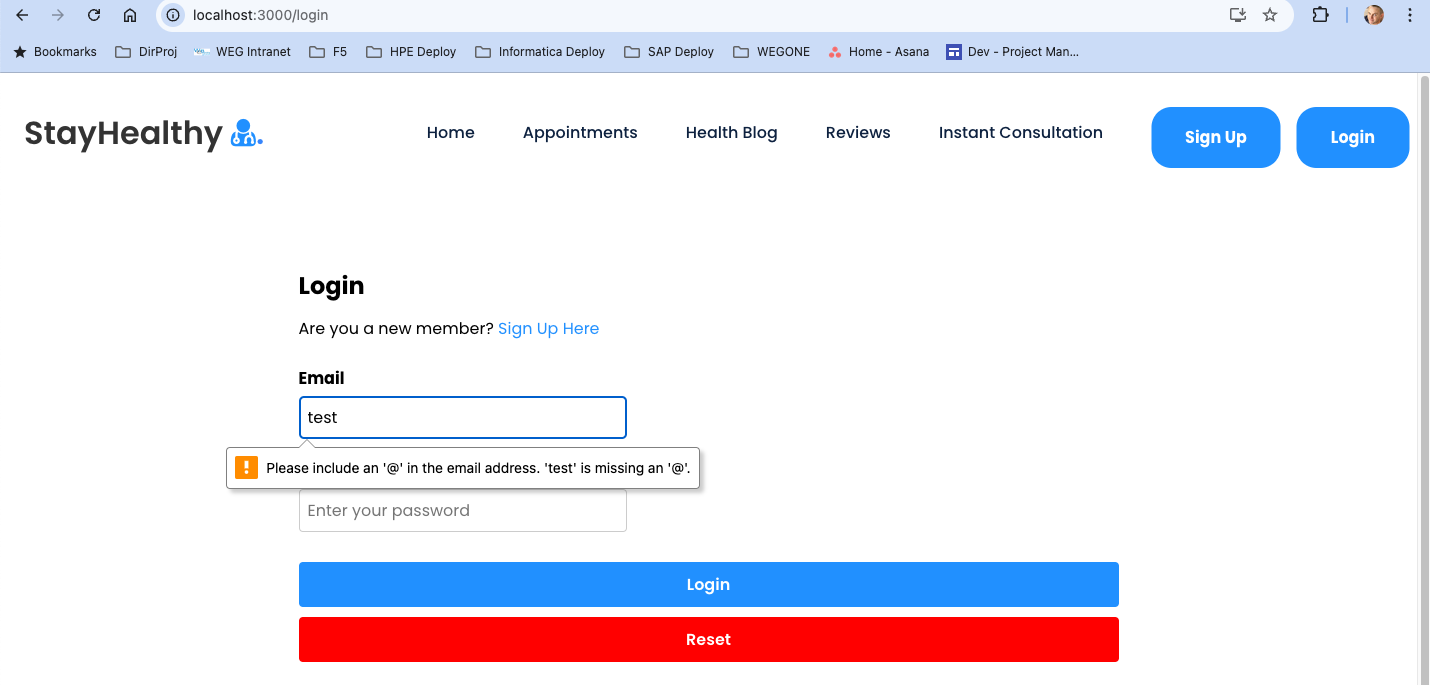 localhost:3000/login
Bookmarks DirProj WEG Intranet F5 HPE Deploy Informatica Deploy SAP Deploy WEGONE Home - Asana Dev - Project Man...
StayHealthy Home Appointments Health Blog Reviews Instant Consultation Sign Up Login
Login
Are you a new member? Sign Up Here
Email
test
Please include an '@' in the email address. 'test' is missing an '@'.
Enter your password
Login
Reset